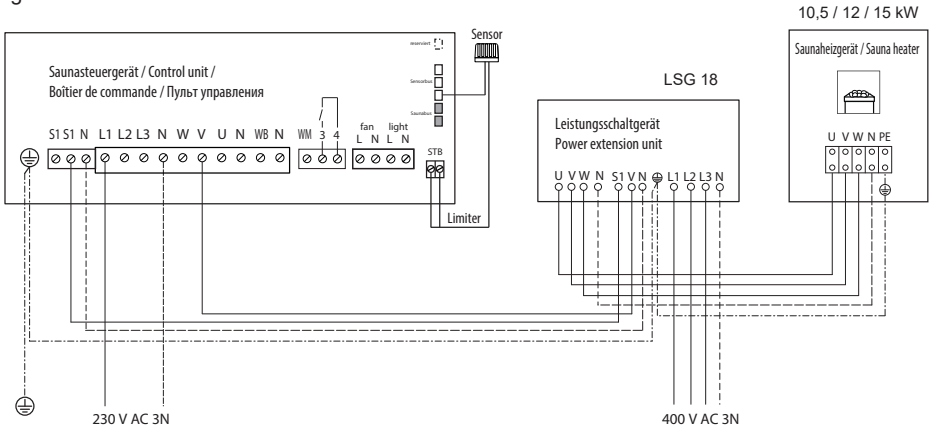 10,5 / 12 / 15 kW
reserviert
Sensor
Saunasteuergerät / Control unit /
Boîtier de commande / Пульт управления
Sensorbus
Saunabus
Saunaheizgerät / Sauna heater
LSG 18
Leistungsschaltgerät
Power extension unit
fan light
S1 S1 N L1 L2 L3 N W V U N WB N WM 3 4 L N L N
STB
U V W N PE
U V W N S1 V N L1 L2 L3 N
Limiter
230 V AC 3N
400 V AC 3N